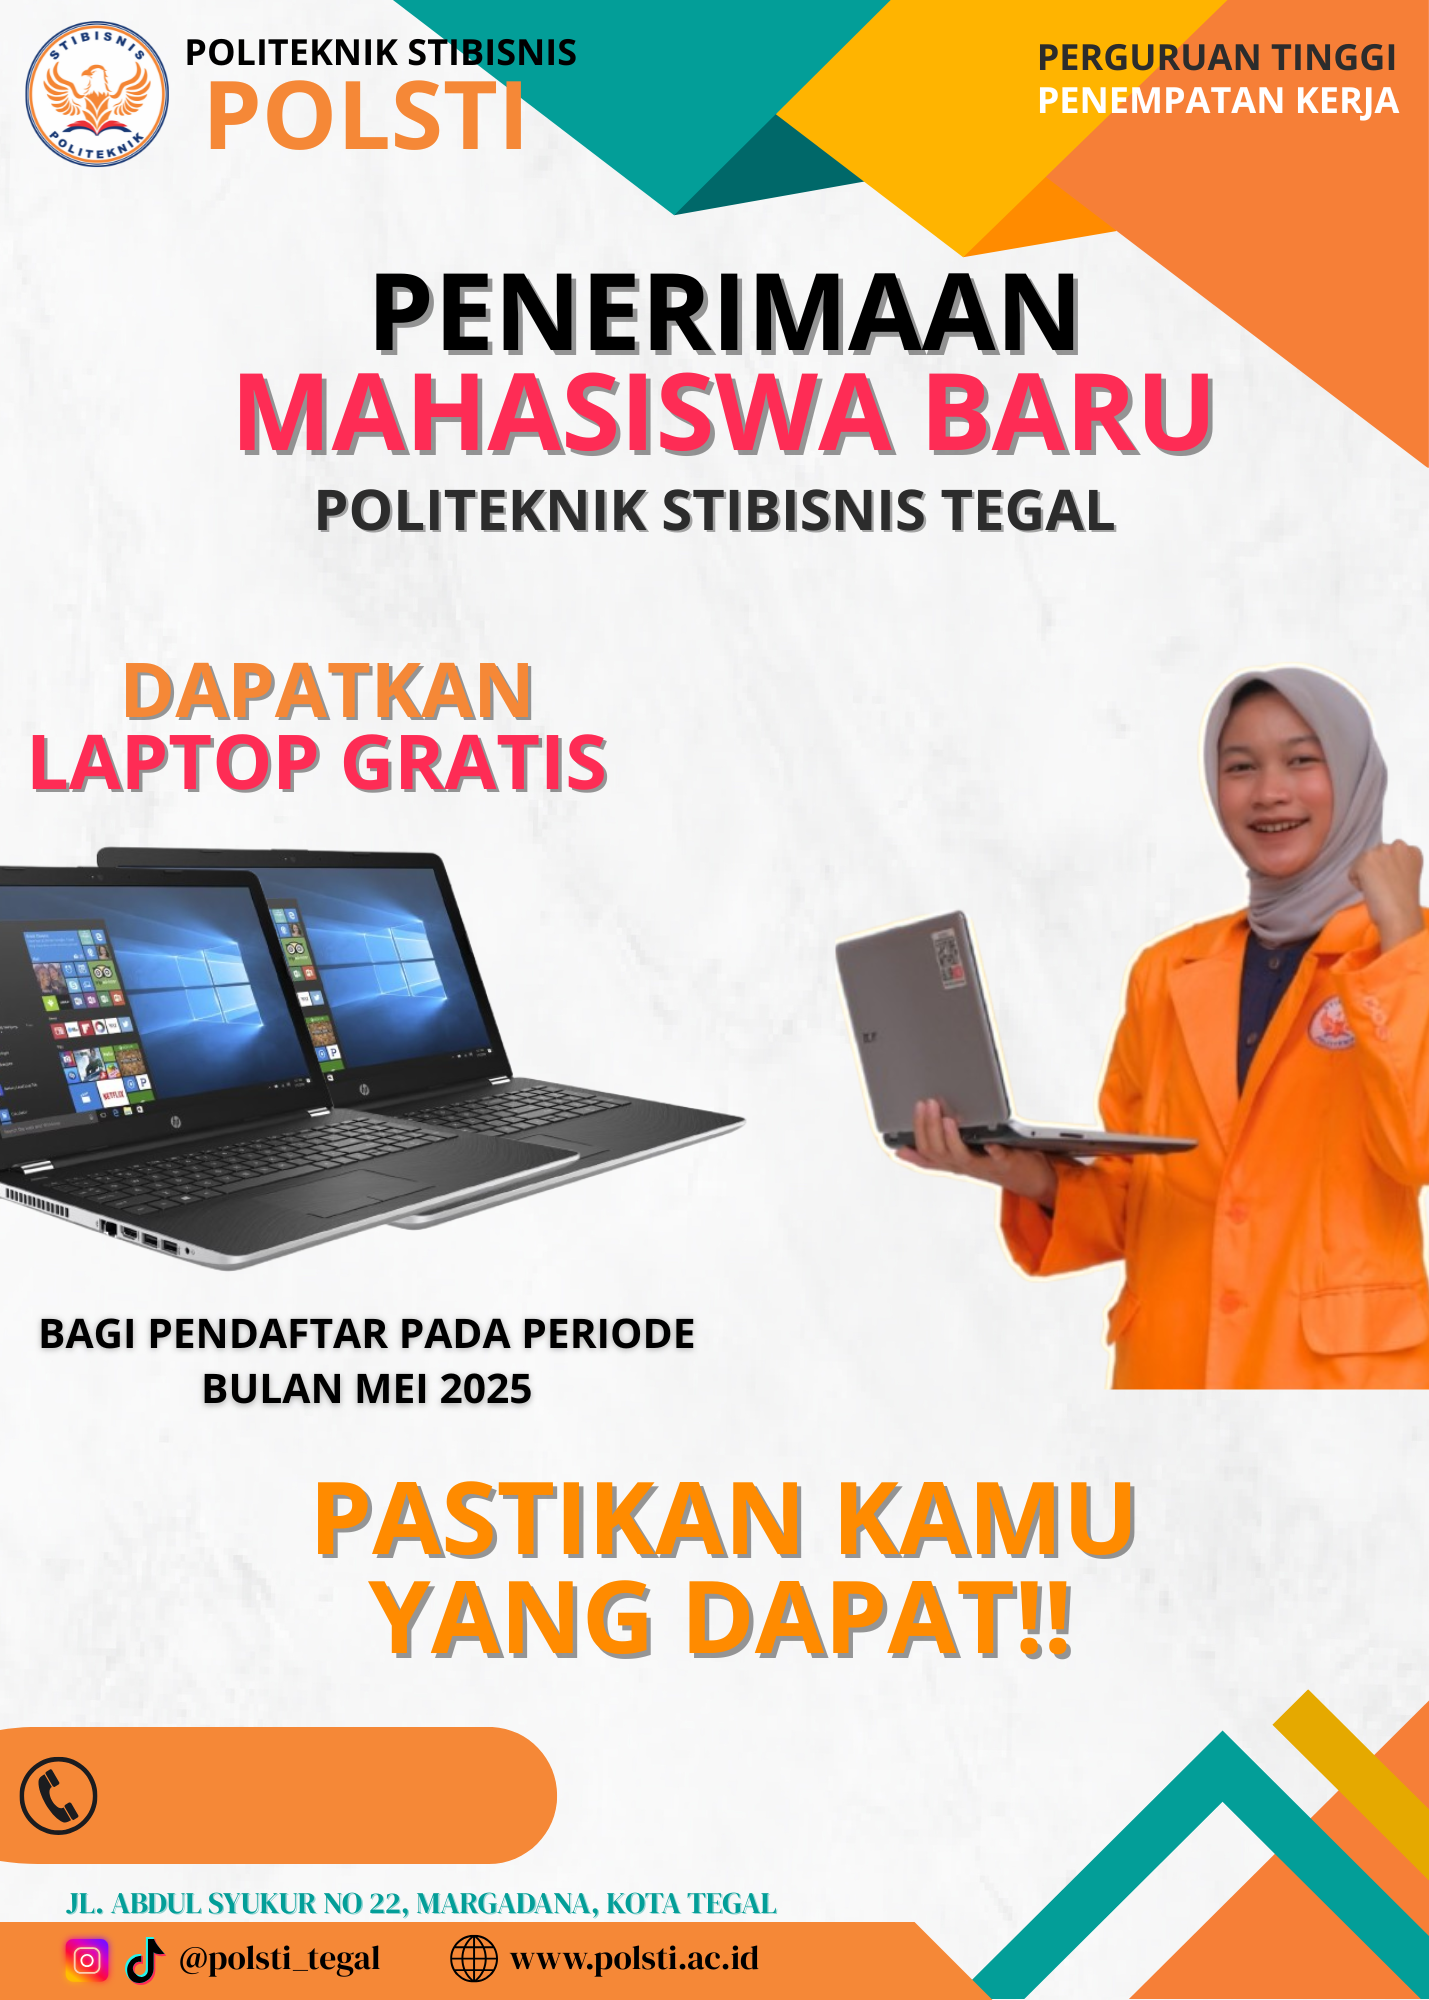 STIBISNIS
POLITEKNIK
POLITEKNIK STIBISNIS
POLSTI
PERGURUAN TINGGI
PENEMPATAN KERJA
PENERIMAAN
MAHASISWA BARU
POLITEKNIK STIBISNIS TEGAL
DAPATKAN
LAPTOP GRATIS
BAGI PENDAFTAR PADA PERIODE
BULAN MEI 2025
PASTIKAN KAMU
YANG DAPAT!!
JL. ABDUL SYUKUR NO 22, MARGADANA, KOTA TEGAL
@polsti_tegal
www.polsti.ac.id